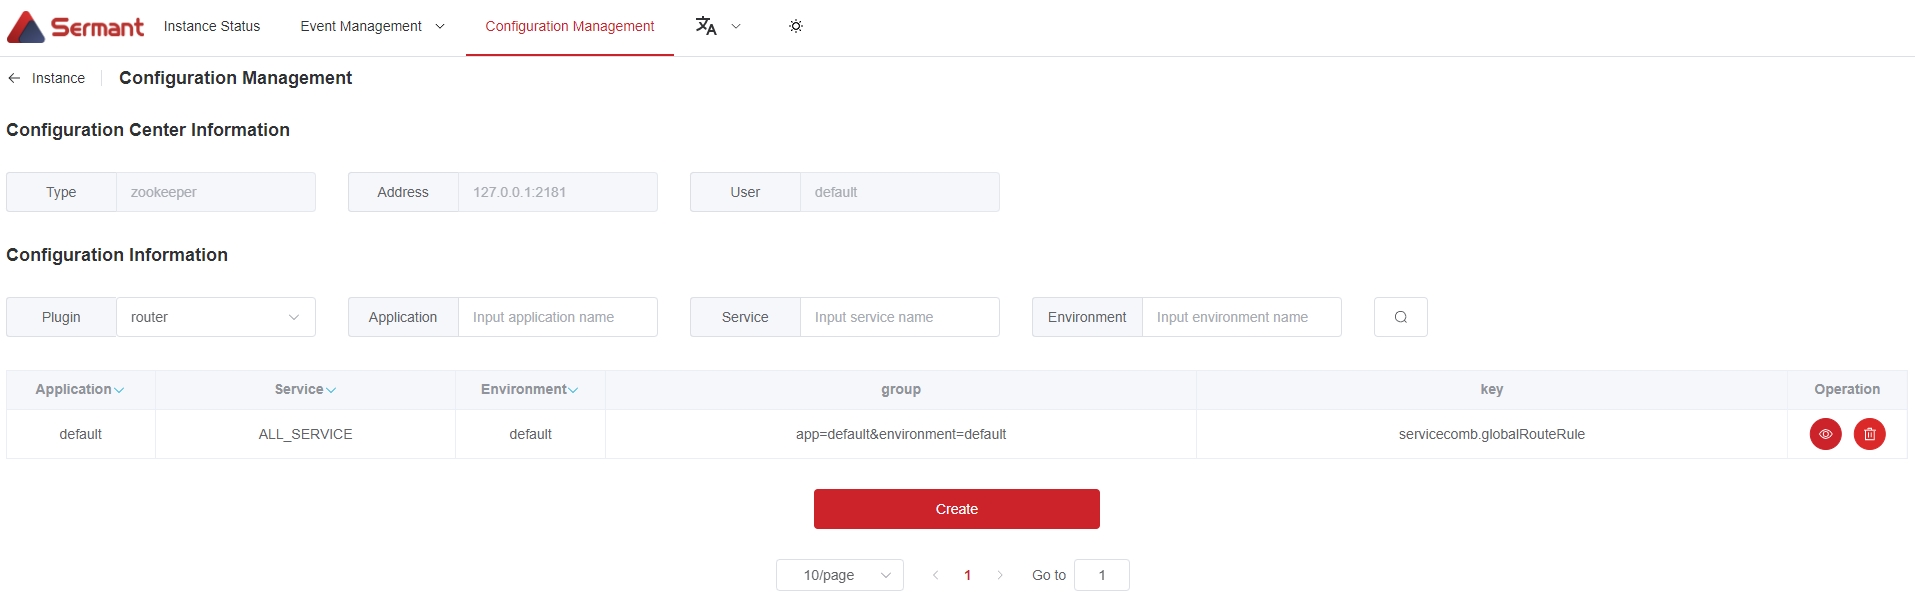 Sermant Instance Status Event Management Configuration Management
Instance Configuration Management
Configuration Center Information
Type zookeeper Address 127.0.0.1:2181 User default
Configuration Information
Plugin router Application Input application name Service Input service name Environment Input environment name
Application Service Environment group key Operation
default ALL_SERVICE default app=default&environment=default servicecomb.globalRouteRule
Create
10/page 1 Go to 1